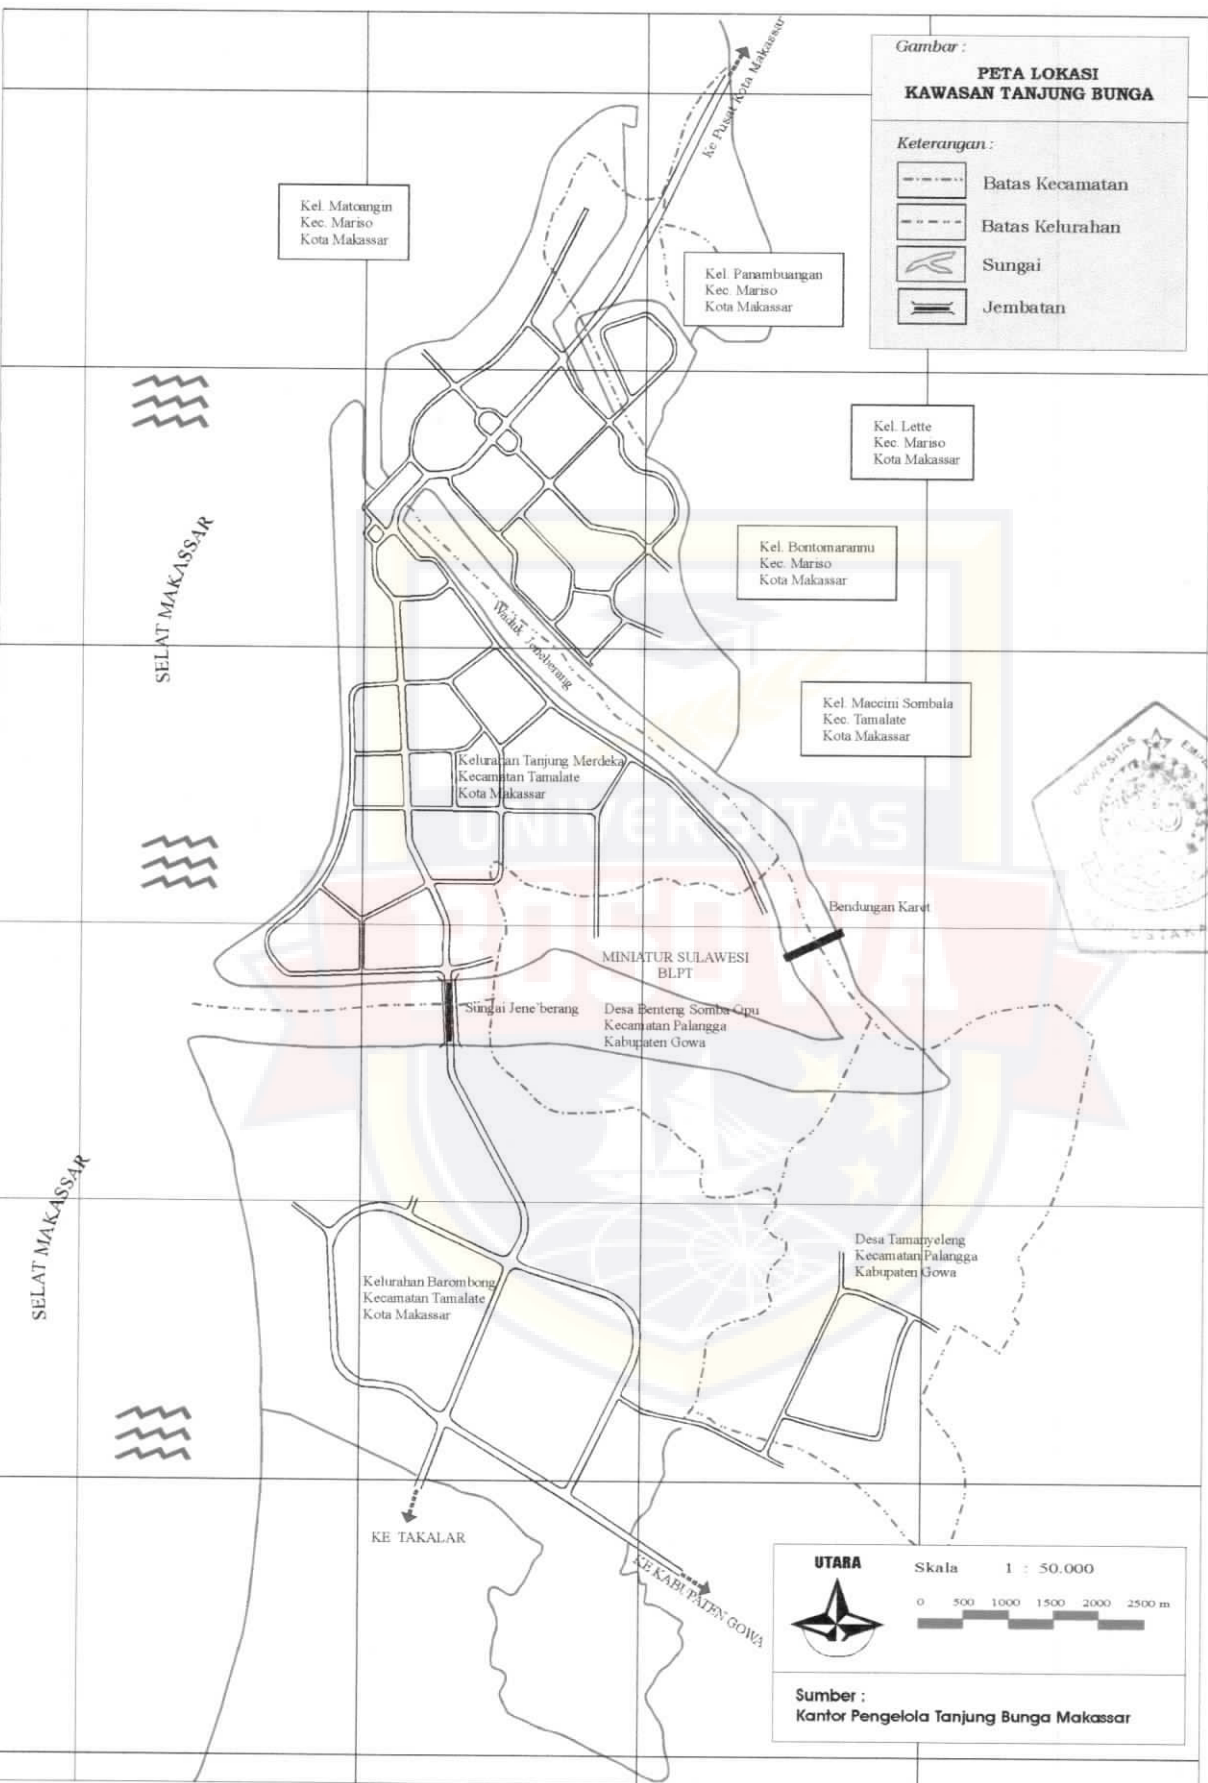 Gambar :
PETA LOKASI
KAWASAN TANJUNG BUNGA
Keterangan :
Batas Kecamatan
Batas Kelurahan
Sungai
Jembatan
Ke Pusat Kota Makassar
Kel. Matoangin
Kec. Mariso
Kota Makassar
Kel. Panambuangan
Kec. Mariso
Kota Makassar
Kel. Lette
Kec. Mariso
Kota Makassar
SELAT MAKASSAR
Kel. Bontomarannu
Kec. Mariso
Kota Makassar
Waduk Jeneberang
Kel. Maccini Sombala
Kec. Tamalate
Kota Makassar
Kelurahan Tanjung Merdeka
Kecamatan Tamalate
Kota Makassar
UNIVERSITAS
BOSOWA
UNIVERSITAS
Bendungan Karet
MINIATUR SULAWESI
BLPT
Sungai Jene'berang
Desa Benteng Somba Opu
Kecamatan Palangga
Kabupaten Gowa
SELAT MAKASSAR
Desa Tamanyeleng
Kecamatan Palangga
Kabupaten Gowa
Kelurahan Barombong
Kecamatan Tamalate
Kota Makassar
KE TAKALAR
KE KABUPATEN GOWA
UTARA
Skala 1 : 50.000
0 500 1000 1500 2000 2500 m
Sumber :
Kantor Pengelola Tanjung Bunga Makassar